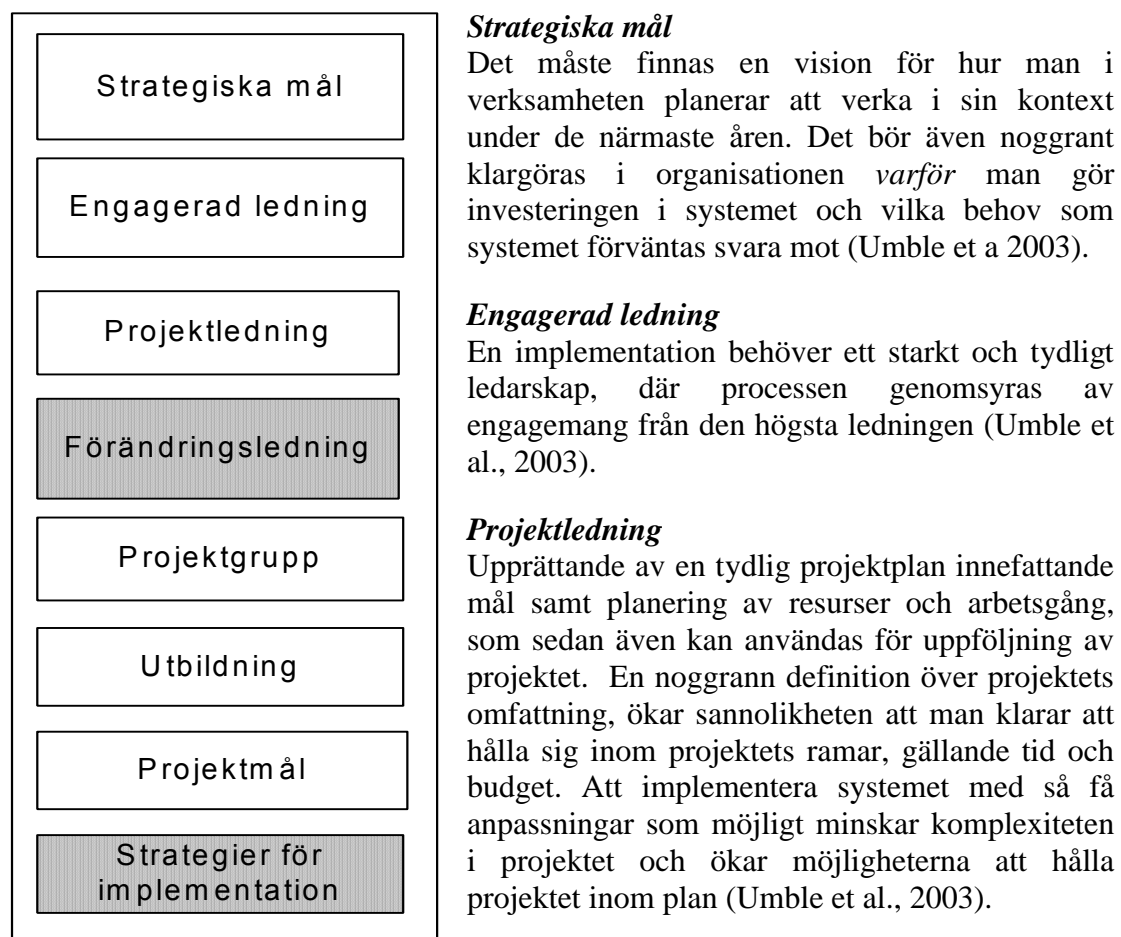 Strategiska mål
Engagerad ledning
Projektledning
Förändringsledning
Projektgrupp
Utbildning
Projektmål
Strategier för
implementation
Strategiska mål
Det måste finnas en vision för hur man i
verksamheten planerar att verka i sin kontext
under de närmaste åren. Det bör även noggrant
klargöras i organisationen varför man gör
investeringen i systemet och vilka behov som
systemet förväntas svara mot (Umble et a 2003).
Engagerad ledning
En implementation behöver ett starkt och tydligt
ledarskap, där processen genomsyras av
engagemang från den högsta ledningen (Umble et
al., 2003).
Projektledning
Upprättande av en tydlig projektplan innefattande
mål samt planering av resurser och arbetsgång,
som sedan även kan användas för uppföljning av
projektet. En noggrann definition över projektets
omfattning, ökar sannolikheten att man klarar att
hålla sig inom projektets ramar, gällande tid och
budget. Att implementera systemet med så få
anpassningar som möjligt minskar komplexiteten
i projektet och ökar möjligheterna att hålla
projektet inom plan (Umble et al., 2003).